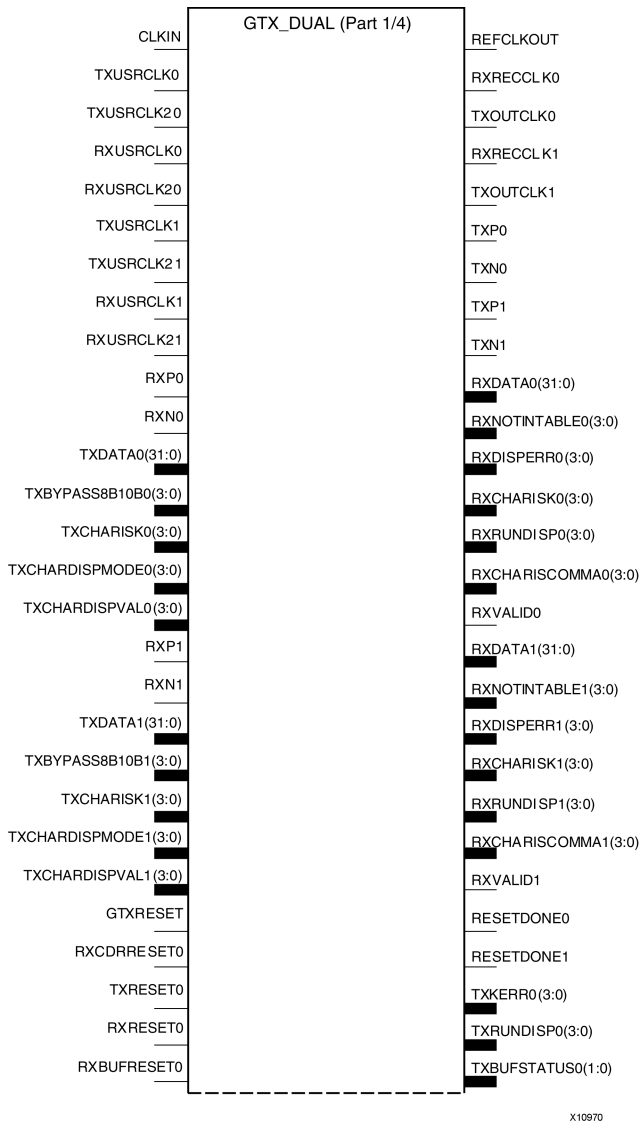 GTX_DUAL (Part 1/4)
CLKIN
REFCLKOUT
TXUSRCLK0
RXRECCLK0
TXUSRCLK20
TXOUTCLK0
RXUSRCLK0
RXRECCLK1
RXUSRCLK20
TXOUTCLK1
TXUSRCLK1
TXP0
TXUSRCLK21
TXN0
RXUSRCLK1
TXP1
RXUSRCLK21
TXN1
RXP0
RXDATA0(31:0)
RXN0
RXNOTINTABLE0(3:0)
TXDATA0(31:0)
RXDISPERR0(3:0)
TXBYPASS8B10B0(3:0)
RXCHARISK0(3:0)
TXCHARISK0(3:0)
RXRUNDISP0(3:0)
TXCHARDISPMODE0(3:0)
RXCHARISCOMMA0(3:0)
TXCHARDISPVAL0(3:0)
RXVALID0
RXP1
RXDATA1(31:0)
RXN1
RXNOTINTABLE1(3:0)
TXDATA1(31:0)
RXDISPERR1(3:0)
TXBYPASS8B10B1(3:0)
RXCHARISK1(3:0)
TXCHARISK1(3:0)
RXRUNDISP1(3:0)
TXCHARDISPMODE1(3:0)
RXCHARISCOMMA1(3:0)
TXCHARDISPVAL1(3:0)
RXVALID1
GTXRESET
RESETDONE0
RXCDRRESET0
RESETDONE1
TXRESET0
TXKERR0(3:0)
RXRESET0
TXRUNDISP0(3:0)
RXBUFRESET0
TXBUFSTATUS0(1:0)
X10970